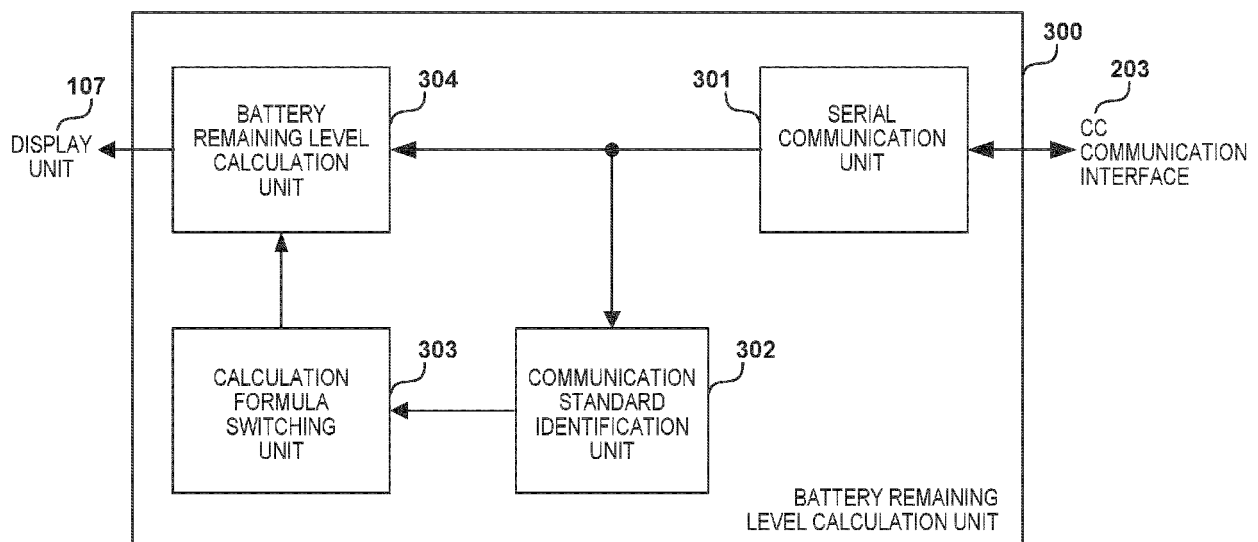 300
107
304
301
203
DISPLAY
UNIT
BATTERY
REMAINING LEVEL
CALCULATION
UNIT
SERIAL
COMMUNICATION
UNIT
CC
COMMUNICATION
INTERFACE
303
302
CALCULATION
FORMULA
SWITCHING
UNIT
COMMUNICATION
STANDARD
IDENTIFICATION
UNIT
BATTERY REMAINING
LEVEL CALCULATION UNIT